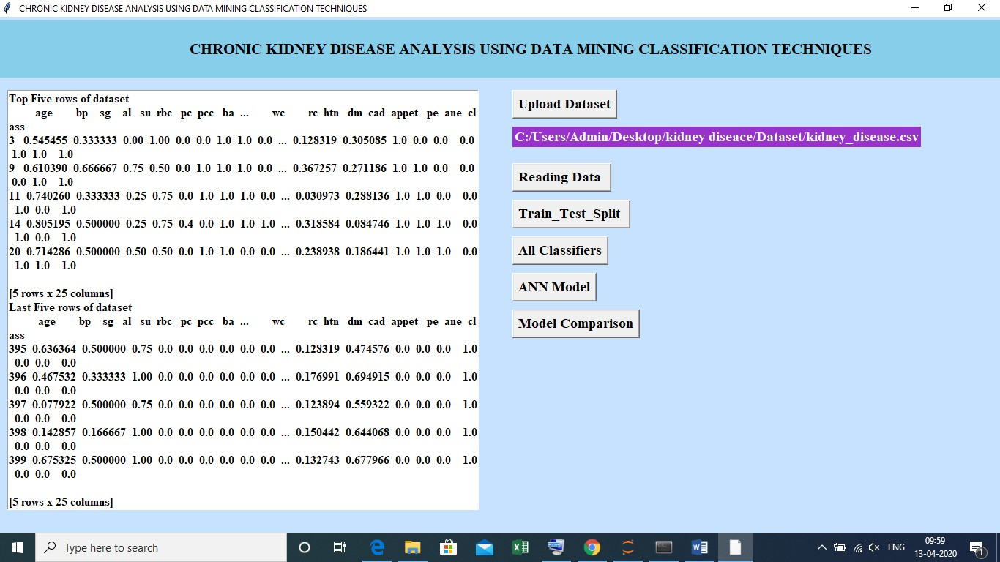 CHRONIC KIDNEY DISEASE ANALYSIS USING DATA MINING CLASSIFICATION TECHNIQUES
CHRONIC KIDNEY DISEASE ANALYSIS USING DATA MINING CLASSIFICATION TECHNIQUES
Top Five rows of dataset
age bp sg al su rbc pc pcc ba ... wc rc htn dm cad appet pe ane cl
ass
3 0.545455 0.333333 0.00 1.00 0.0 0.0 1.0 1.0 0.0 ... 0.128319 0.305085 1.0 0.0 0.0 0.0
1.0 1.0 1.0
9 0.610390 0.666667 0.75 0.50 0.0 0.0 1.0 1.0 0.0 ... 0.367257 0.271186 1.0 1.0 0.0 0.0
0.0 1.0 1.0
11 0.740260 0.333333 0.25 0.75 0.0 1.0 1.0 1.0 0.0 ... 0.030973 0.288136 1.0 1.0 0.0 0.0
1.0 0.0 1.0
14 0.805195 0.500000 0.25 0.75 0.4 0.0 1.0 1.0 1.0 ... 0.318584 0.084746 1.0 1.0 1.0 0.0
1.0 0.0 1.0
20 0.714286 0.500000 0.50 0.50 0.0 1.0 1.0 0.0 0.0 ... 0.238938 0.186441 1.0 1.0 1.0 0.0
1.0 1.0 1.0
[5 rows x 25 columns]
Last Five rows of dataset
age bp sg al su rbc pc pcc ba ... wc rc htn dm cad appet pe ane cl
ass
395 0.636364 0.500000 0.75 0.0 0.0 0.0 0.0 0.0 0.0 ... 0.128319 0.474576 0.0 0.0 0.0 1.0
0.0 0.0 0.0
396 0.467532 0.333333 1.00 0.0 0.0 0.0 0.0 0.0 0.0 ... 0.176991 0.694915 0.0 0.0 0.0 1.0
0.0 0.0 0.0
397 0.077922 0.500000 0.75 0.0 0.0 0.0 0.0 0.0 0.0 ... 0.123894 0.559322 0.0 0.0 0.0 1.0
0.0 0.0 0.0
398 0.142857 0.166667 1.00 0.0 0.0 0.0 0.0 0.0 0.0 ... 0.150442 0.644068 0.0 0.0 0.0 1.0
0.0 0.0 0.0
399 0.675325 0.500000 1.00 0.0 0.0 0.0 0.0 0.0 0.0 ... 0.132743 0.677966 0.0 0.0 0.0 1.0
0.0 0.0 0.0
[5 rows x 25 columns]
Upload Dataset
C:/Users/Admin/Desktop/kidney diseace/Dataset/kidney_disease.csv
Reading Data
Train_Test_Split
All Classifiers
ANN Model
Model Comparison
Type here to search
ENG
09:59
13-04-2020
1